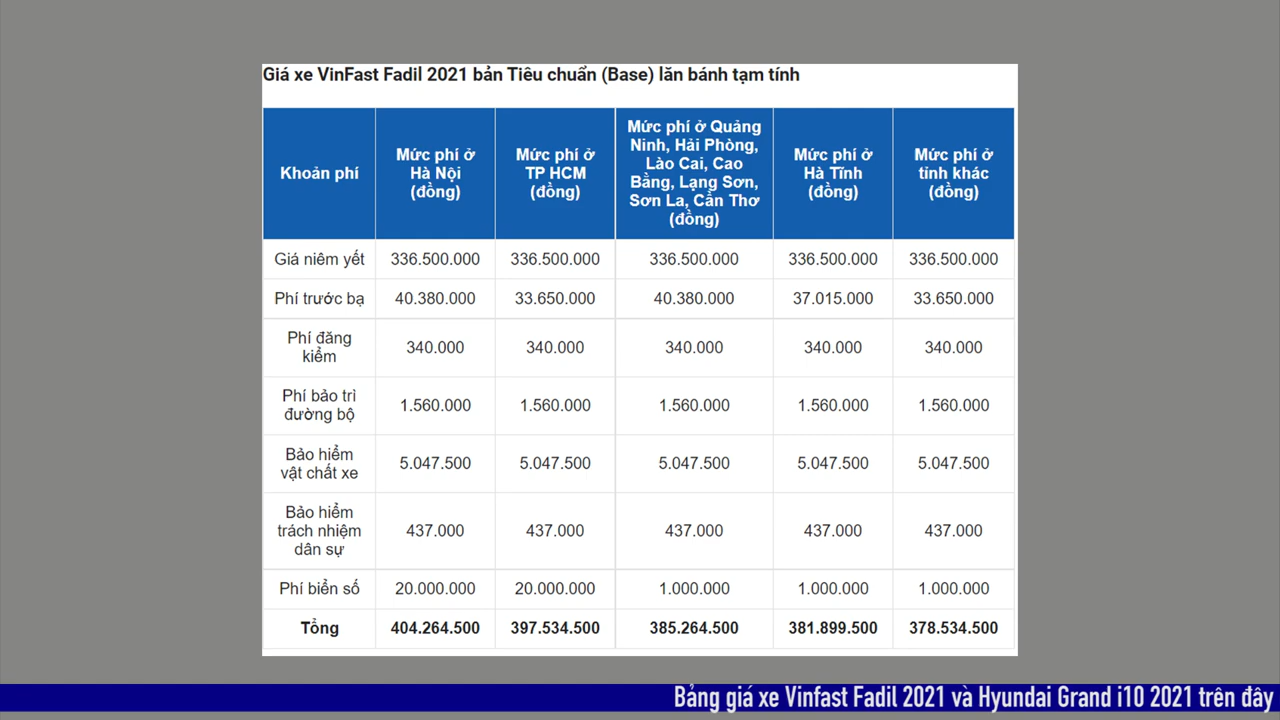 Giá xe VinFast Fadil 2021 bản Tiêu chuẩn (Base) lăn bánh tạm tính
Khoản phí
Mức phí ở
Hà Nội
(đồng)
Mức phí ở
TP HCM
(đồng)
Mức phí ở Quảng
Ninh, Hải Phòng,
Lào Cai, Cao
Bằng, Lạng Sơn,
Sơn La, Cần Thơ
(đồng)
Mức phí ở
Hà Tĩnh
(đồng)
Mức phí ở
tỉnh khác
(đồng)
Giá niêm yết 336.500.000 336.500.000 336.500.000 336.500.000 336.500.000
Phí trước bạ 40.380.000 33.650.000 40.380.000 37.015.000 33.650.000
Phí đăng
kiểm
340.000 340.000 340.000 340.000 340.000
Phí bảo trì
đường bộ
1.560.000 1.560.000 1.560.000 1.560.000 1.560.000
Bảo hiểm
vật chất xe
5.047.500 5.047.500 5.047.500 5.047.500 5.047.500
Bảo hiểm
trách nhiệm
dân sự
437.000 437.000 437.000 437.000 437.000
Phí biển số 20.000.000 20.000.000 1.000.000 1.000.000 1.000.000
Tổng 404.264.500 397.534.500 385.264.500 381.899.500 378.534.500
Bảng giá xe Vinfast Fadil 2021 và Hyundai Grand i10 2021 trên đây